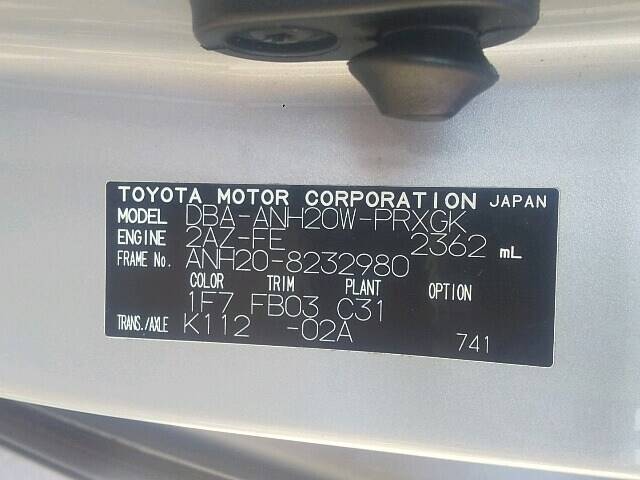 TOYOTA MOTOR CORPORATION JAPAN
MODEL DBA-ANH20W-PRXGK
ENGINE 2AZ-FE 2362 mL
FRAME No. ANH20-8232980
COLOR TRIM PLANT OPTION
1F7 FB03 C31
TRANS./AXLE K112 -02A
741